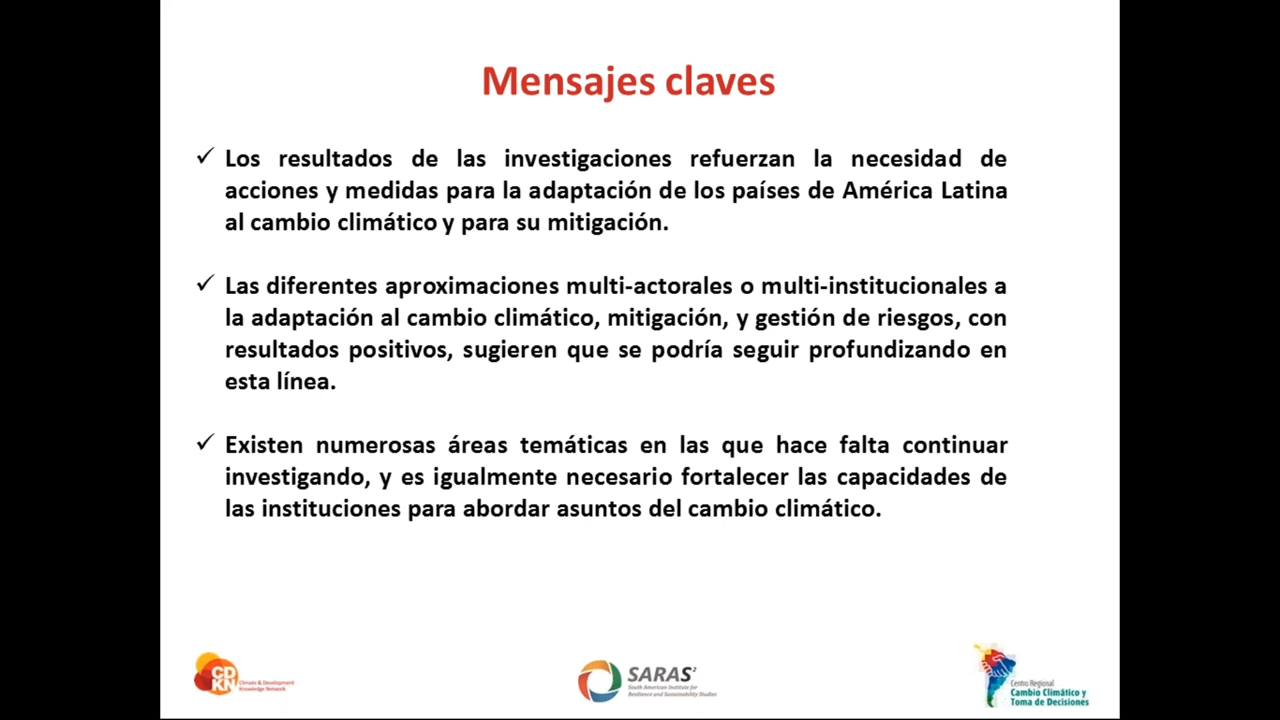 Mensajes claves
✓ Los resultados de las investigaciones refuerzan la necesidad de
acciones y medidas para la adaptación de los países de América Latina
al cambio climático y para su mitigación.
✓ Las diferentes aproximaciones multi-actorales o multi-institucionales a
la adaptación al cambio climático, mitigación, y gestión de riesgos, con
resultados positivos, sugieren que se podría seguir profundizando en
esta línea.
✓ Existen numerosas áreas temáticas en las que hace falta continuar
investigando, y es igualmente necesario fortalecer las capacidades de
las instituciones para abordar asuntos del cambio climático.
CD
KN
Climate & Development
Knowledge Network
SARAS²
South American Institute for
Resilience and Sustainability Studies
Centro Regional
Cambio Climático y
Toma de Decisiones